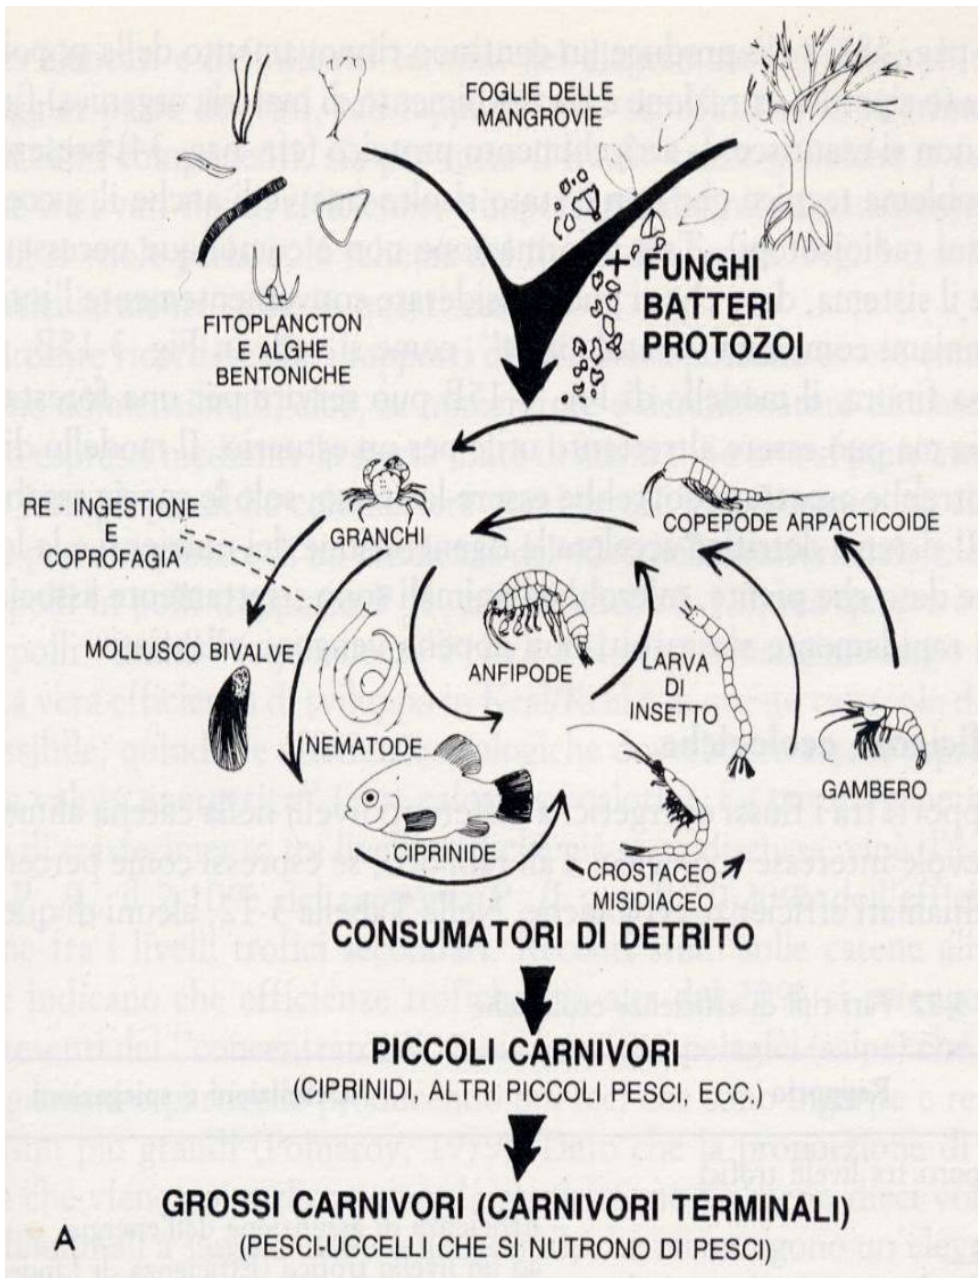 FOGLIE DELLE
MANGROVIE
+ FUNGHI
BATTERI
PROTOZOI
FITOPLANCTON
E ALGHE
BENTONICHE
RE-INGESTIONE
E
COPROFAGIA'
GRANCHI
COPEPODE ARPACTICOIDE
MOLLUSCO BIVALVE
ANFIPODE
LARVA
DI
INSETTO
NEMATODE
GAMBERO
CIPRINIDE
CROSTACEO
MISIDIACEO
CONSUMATORI DI DETRITO
PICCOLI CARNIVORI
(CIPRINIDI, ALTRI PICCOLI PESCI, ECC.)
GROSSI CARNIVORI (CARNIVORI TERMINALI)
(PESCI-UCCELLI CHE SI NUTRONO DI PESCI)
A